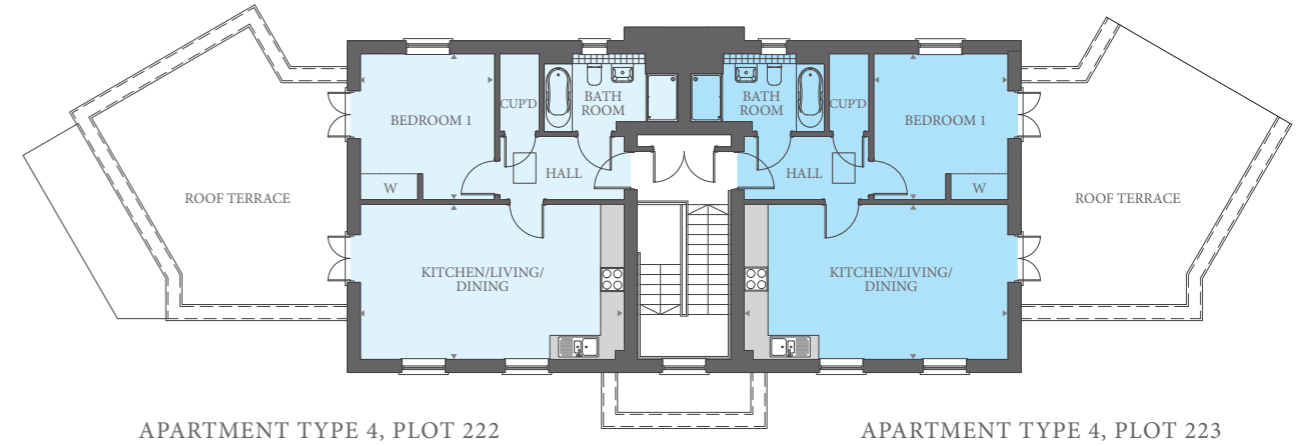 BATH
ROOM
BATH
ROOM
CUP'D
CUP'D
BEDROOM 1
BEDROOM 1
HALL
HALL
W
W
ROOF TERRACE
ROOF TERRACE
KITCHEN/LIVING/
DINING
KITCHEN/LIVING/
DINING
APARTMENT TYPE 4, PLOT 222
APARTMENT TYPE 4, PLOT 223